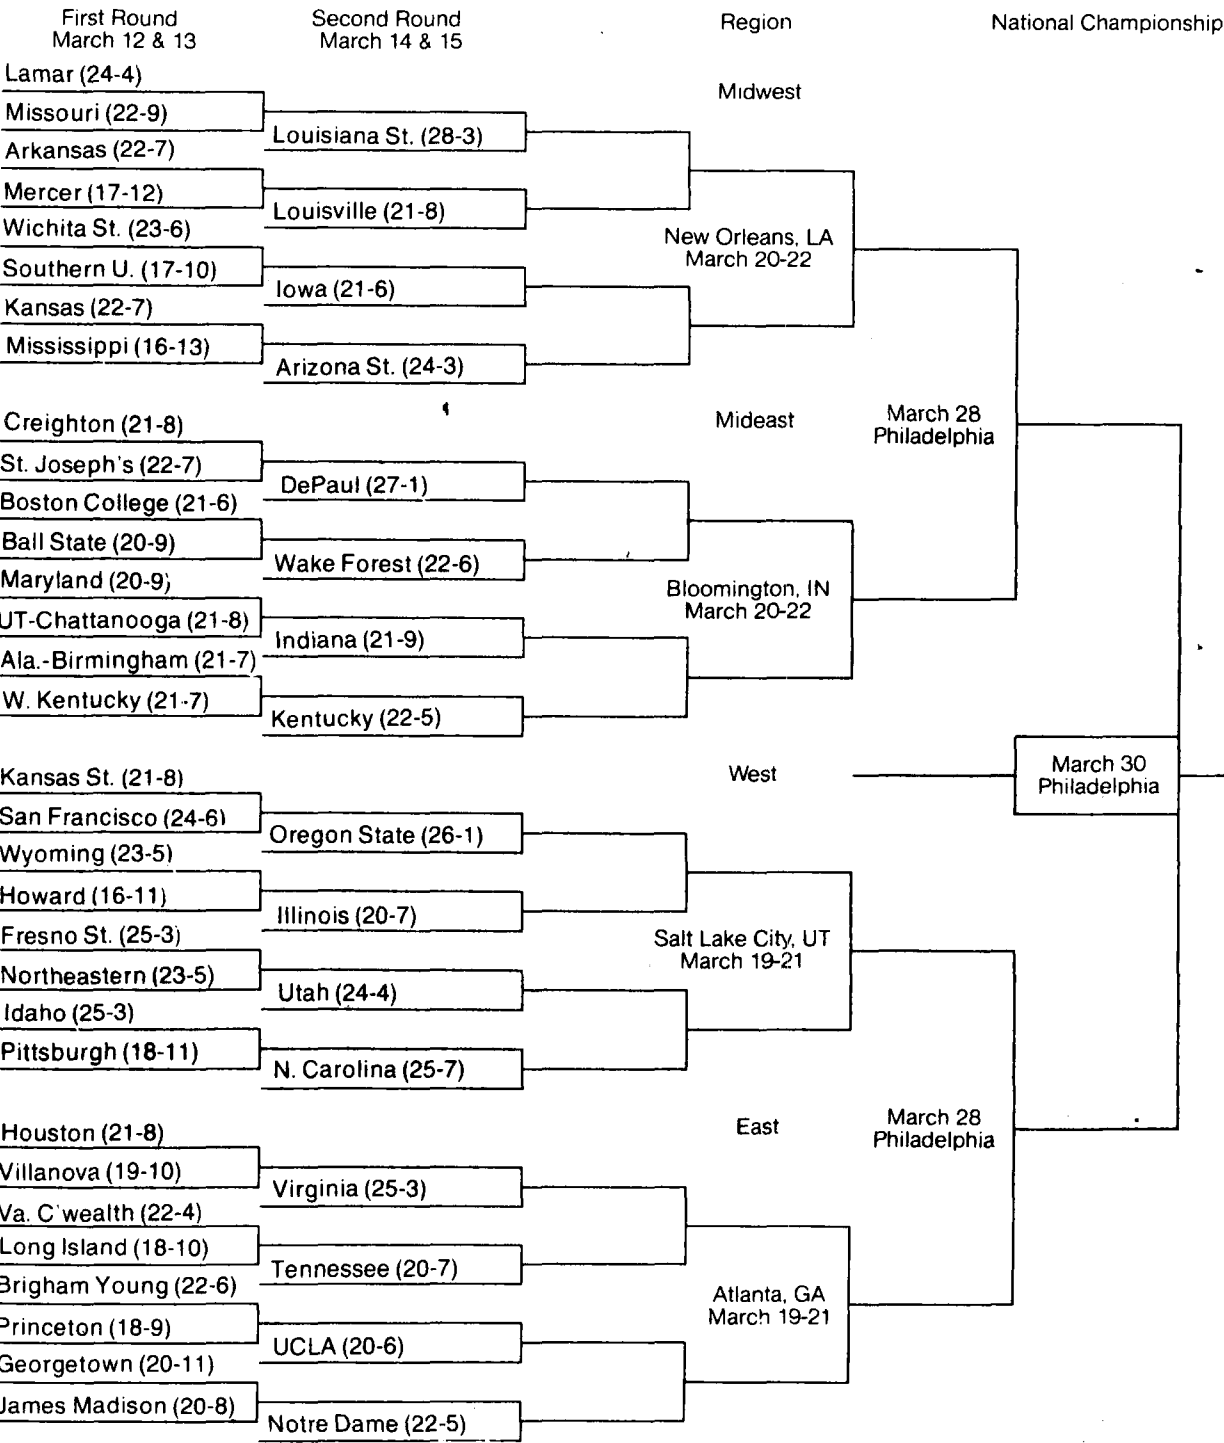 First Round
March 12 & 13
Second Round
March 14 & 15
Region
National Championship
Lamar (24-4)
Missouri (22-9)
Arkansas (22-7)
Mercer (17-12)
Wichita St. (23-6)
Southern U. (17-10)
Kansas (22-7)
Mississippi (16-13)
Louisiana St. (28-3)
Louisville (21-8)
Iowa (21-6)
Arizona St. (24-3)
Midwest
New Orleans, LA
March 20-22
Creighton (21-8)
St. Joseph's (22-7)
Boston College (21-6)
Ball State (20-9)
Maryland (20-9)
UT-Chattanooga (21-8)
Ala.-Birmingham (21-7)
W. Kentucky (21-7)
DePaul (27-1)
Wake Forest (22-6)
Indiana (21-9)
Kentucky (22-5)
Mideast
Bloomington, IN
March 20-22
March 28
Philadelphia
Kansas St. (21-8)
San Francisco (24-6)
Wyoming (23-5)
Howard (16-11)
Fresno St. (25-3)
Northeastern (23-5)
Idaho (25-3)
Pittsburgh (18-11)
Oregon State (26-1)
Illinois (20-7)
Utah (24-4)
N. Carolina (25-7)
West
Salt Lake City, UT
March 19-21
March 30
Philadelphia
Houston (21-8)
Villanova (19-10)
Va. C'wealth (22-4)
Long Island (18-10)
Brigham Young (22-6)
Princeton (18-9)
Georgetown (20-11)
James Madison (20-8)
Virginia (25-3)
Tennessee (20-7)
UCLA (20-6)
Notre Dame (22-5)
East
Atlanta, GA
March 19-21
March 28
Philadelphia